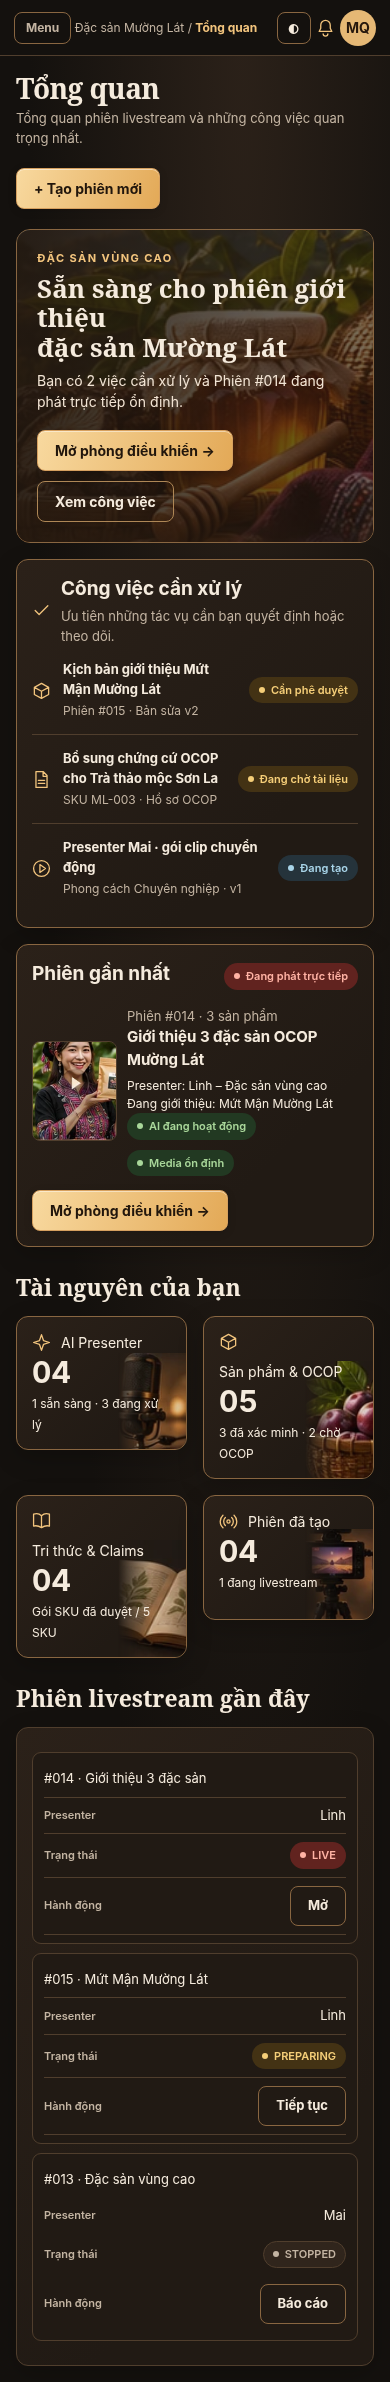 Menu
Đặc sản Mường Lát / Tổng quan
MQ
Tổng quan
Tổng quan phiên livestream và những công việc quan
trọng nhất.
+ Tạo phiên mới
ĐẶC SẢN VÙNG CAO
Sẵn sàng cho phiên giới
thiệu
đặc sản Mường Lát
Bạn có 2 việc cần xử lý và Phiên #014 đang
phát trực tiếp ổn định.
Mở phòng điều khiển →
Xem công việc
Công việc cần xử lý
Ưu tiên những tác vụ cần bạn quyết định hoặc
theo dõi.
Kịch bản giới thiệu Mứt
Mận Mường Lát
Phiên #015 · Bản sửa v2
Cần phê duyệt
Bổ sung chứng cứ OCOP
cho Trà thảo mộc Sơn La
SKU ML-003 · Hồ sơ OCOP
Đang chờ tài liệu
Presenter Mai · gói clip chuyển
động
Phong cách Chuyên nghiệp · v1
Đang tạo
Phiên gần nhất
Đang phát trực tiếp
Phiên #014 · 3 sản phẩm
Giới thiệu 3 đặc sản OCOP
Mường Lát
Presenter: Linh – Đặc sản vùng cao
Đang giới thiệu: Mứt Mận Mường Lát
AI đang hoạt động
Media ổn định
Mở phòng điều khiển →
Tài nguyên của bạn
AI Presenter
04
1 sẵn sàng · 3 đang xử
lý
Sản phẩm & OCOP
05
3 đã xác minh · 2 chờ
OCOP
Tri thức & Claims
04
Gói SKU đã duyệt / 5
SKU
Phiên đã tạo
04
1 đang livestream
Phiên livestream gần đây
#014 · Giới thiệu 3 đặc sản
Presenter
Linh
Trạng thái
LIVE
Hành động
Mở
#015 · Mứt Mận Mường Lát
Presenter
Linh
Trạng thái
PREPARING
Hành động
Tiếp tục
#013 · Đặc sản vùng cao
Presenter
Mai
Trạng thái
STOPPED
Hành động
Báo cáo